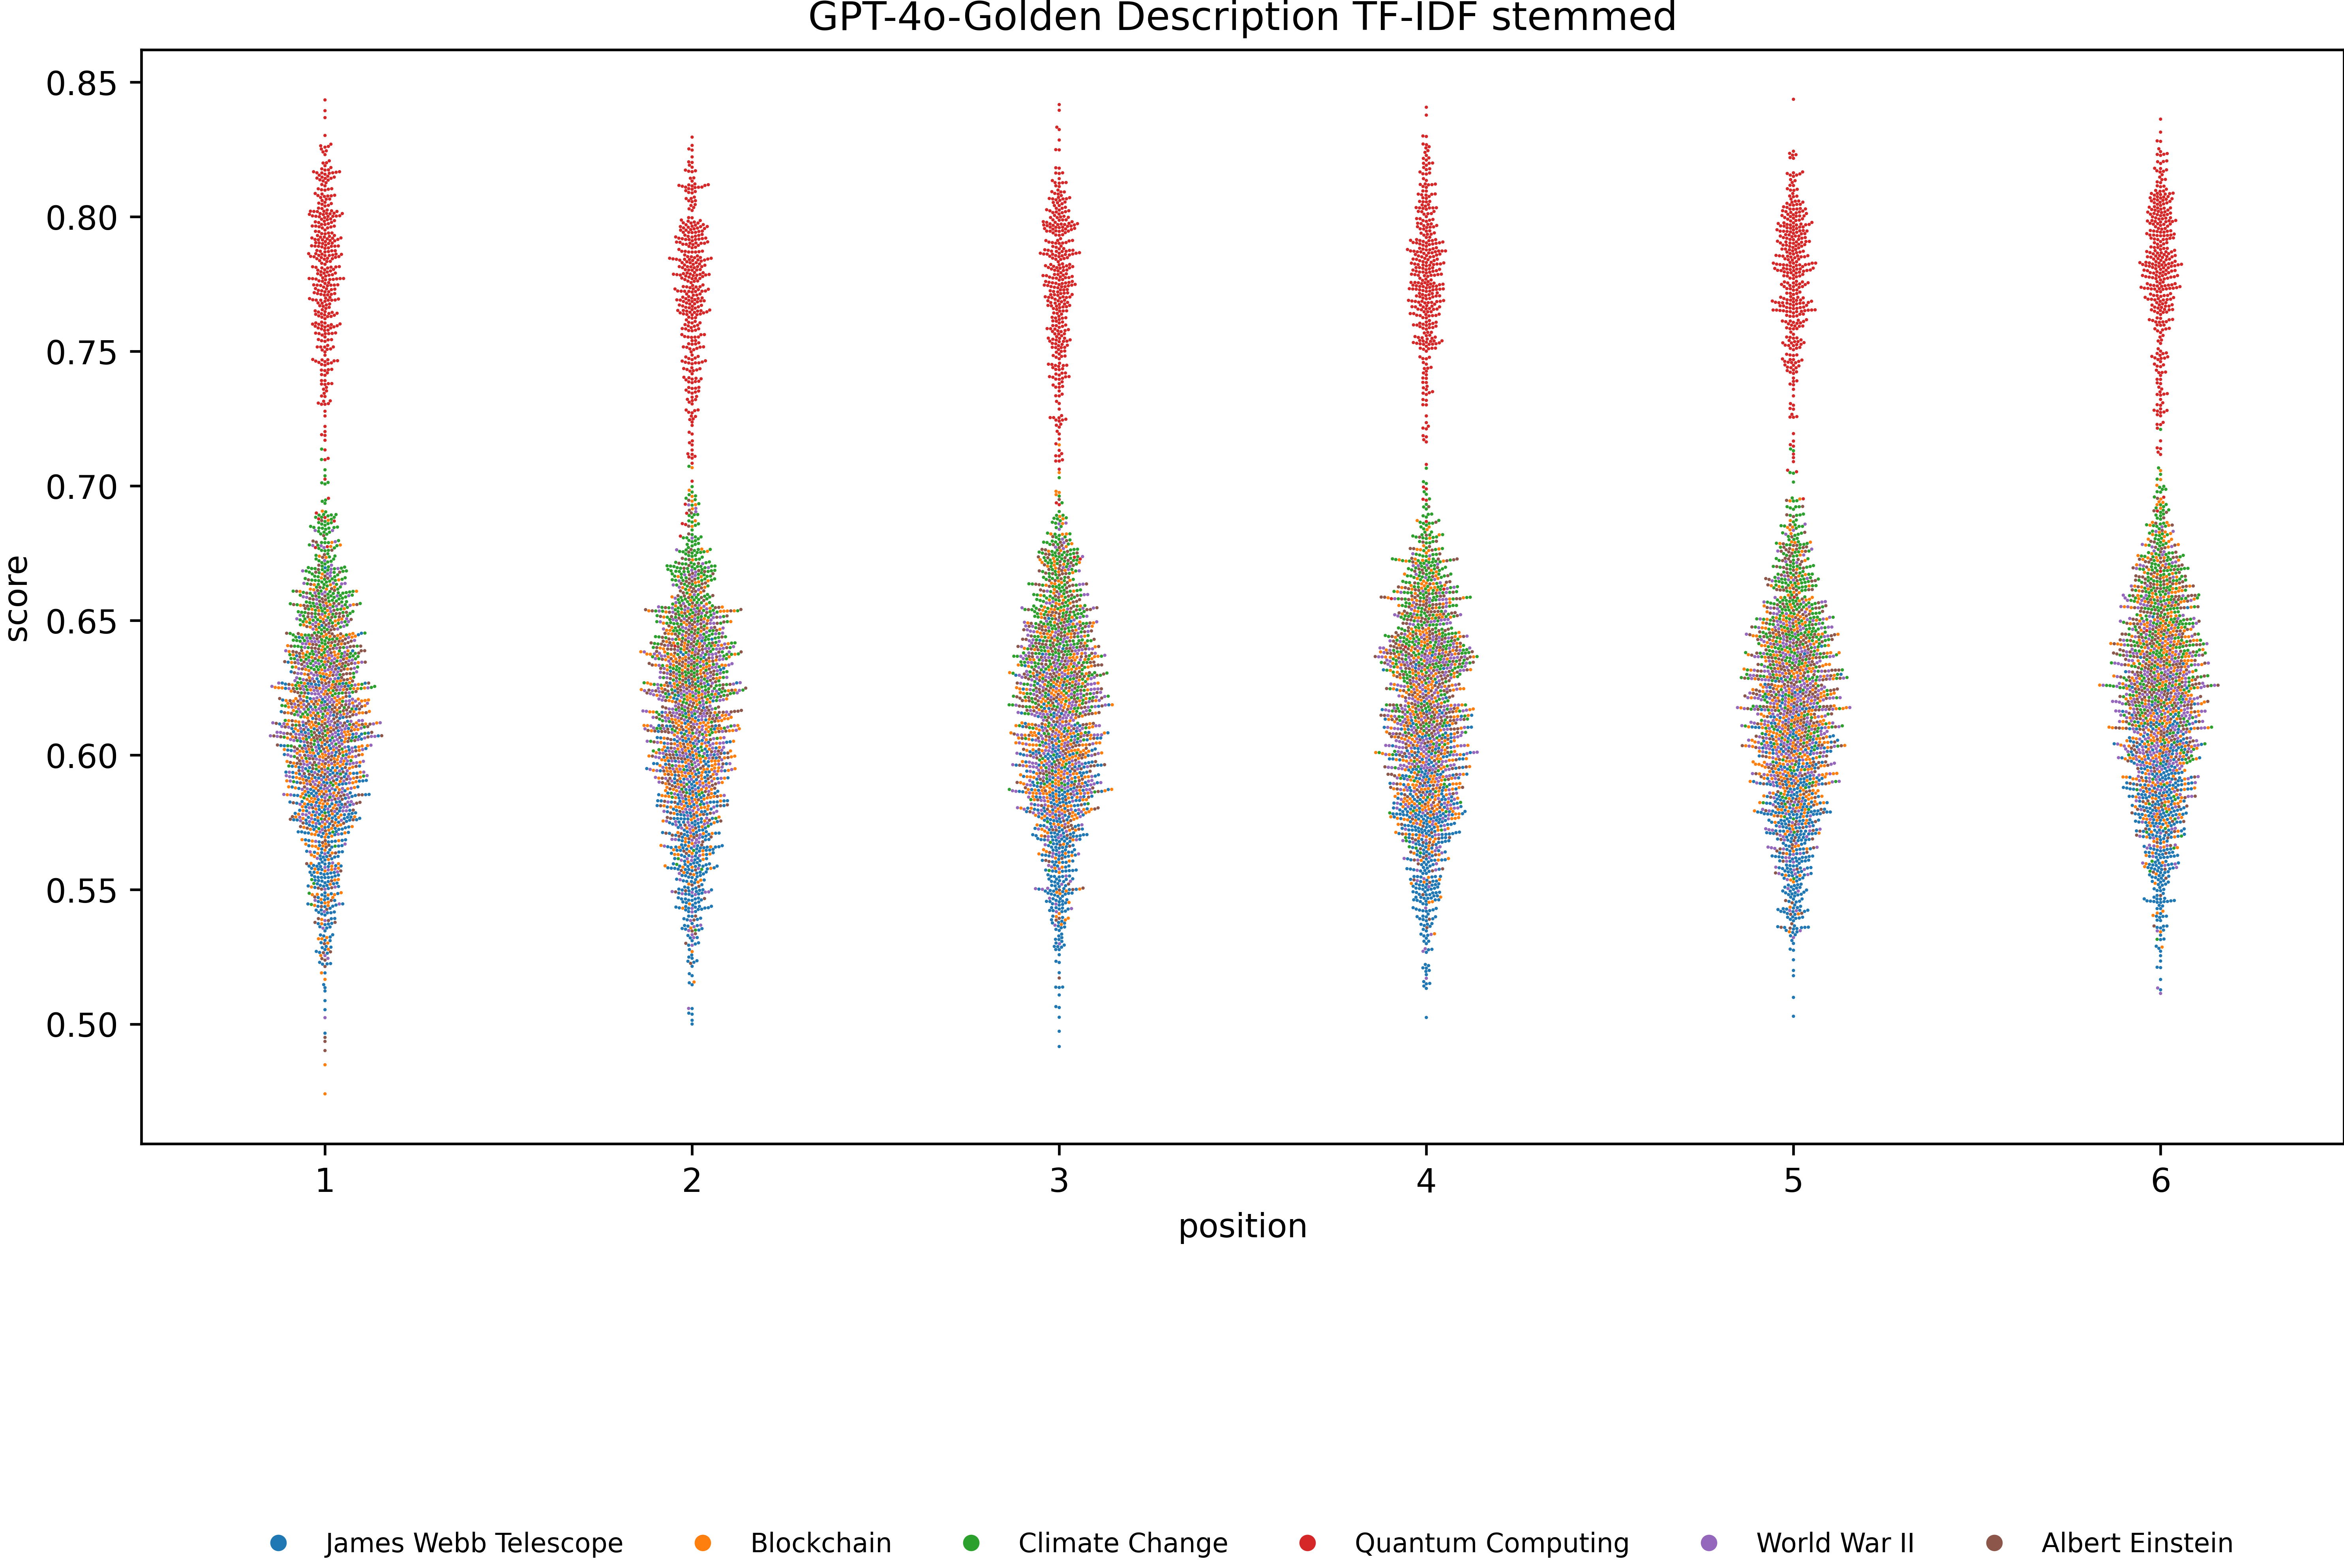 GPT-4o-Golden Description TF-IDF stemmed
0.85
0.80
0.75
0.70
0.65
0.60
0.55
0.50
score
1 2 3 4 5 6
position
James Webb Telescope Blockchain Climate Change Quantum Computing World War II Albert Einstein